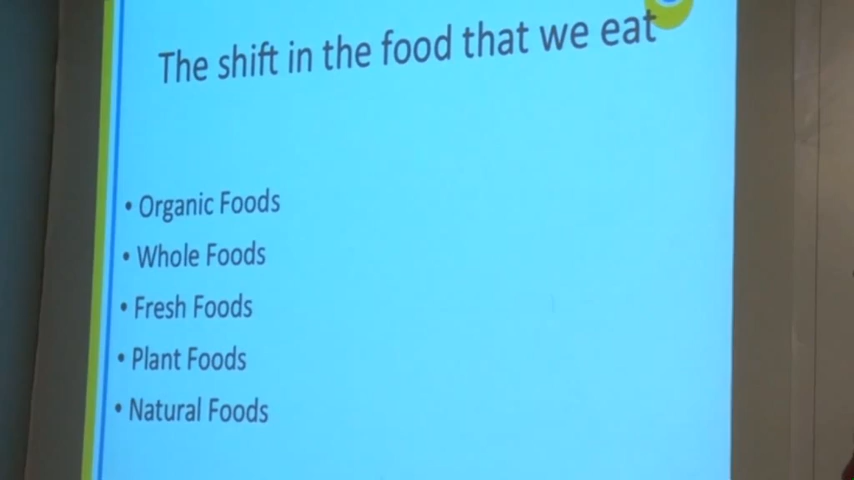 The shift in the food that we eat
• Organic Foods
• Whole Foods
• Fresh Foods
• Plant Foods
• Natural Foods